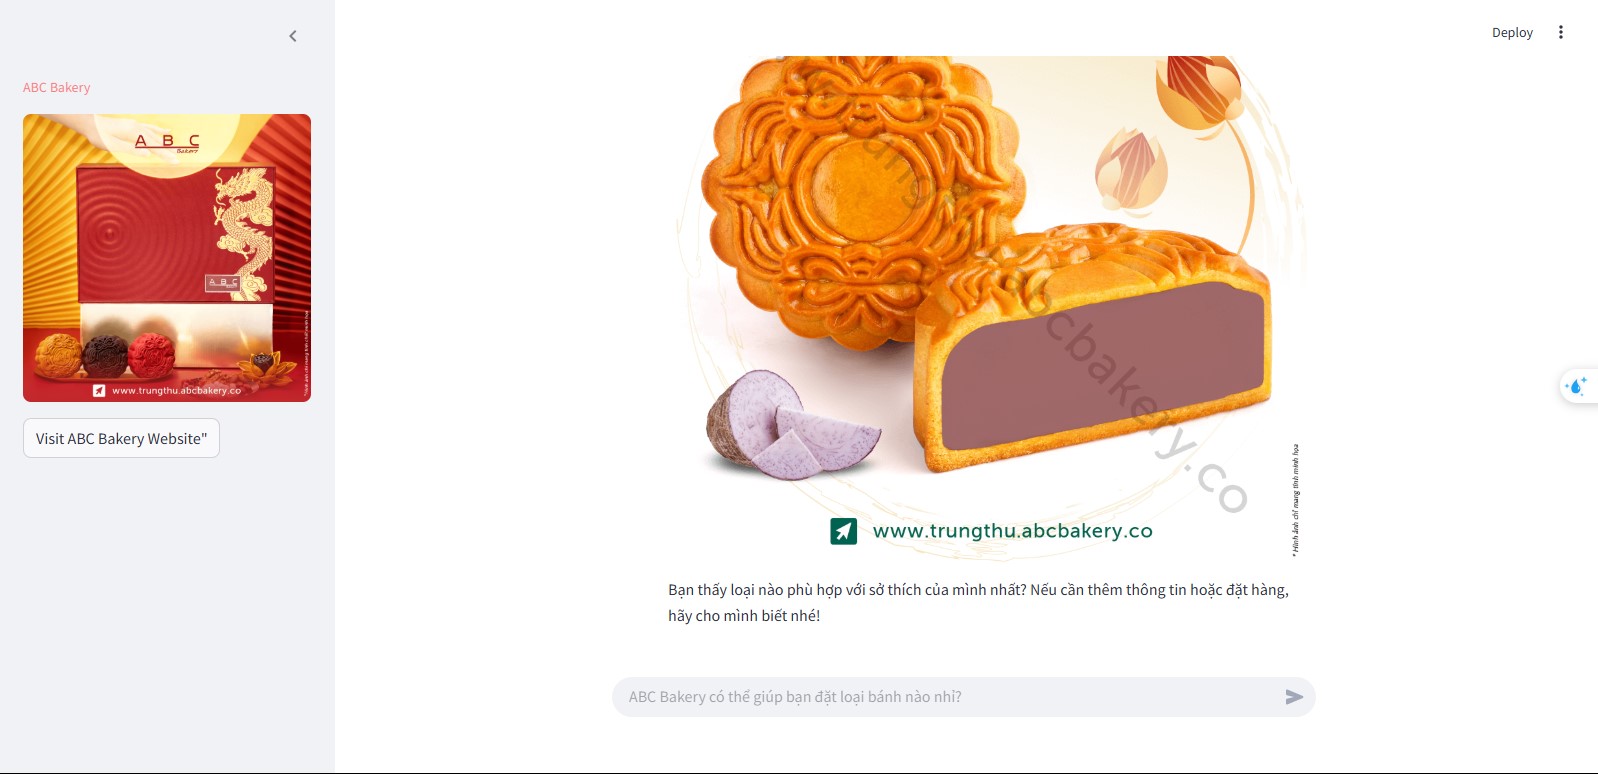 Deploy
ABC Bakery
A B C
Bakery
A B C
www.trungthu.abcbakery.co
Visit ABC Bakery Website"
abcbakery.co
* Hình ảnh chỉ mang tính minh họa
www.trungthu.abcbakery.co
Bạn thấy loại nào phù hợp với sở thích của mình nhất? Nếu cần thêm thông tin hoặc đặt hàng,
hãy cho mình biết nhé!
ABC Bakery có thể giúp bạn đặt loại bánh nào nhỉ?